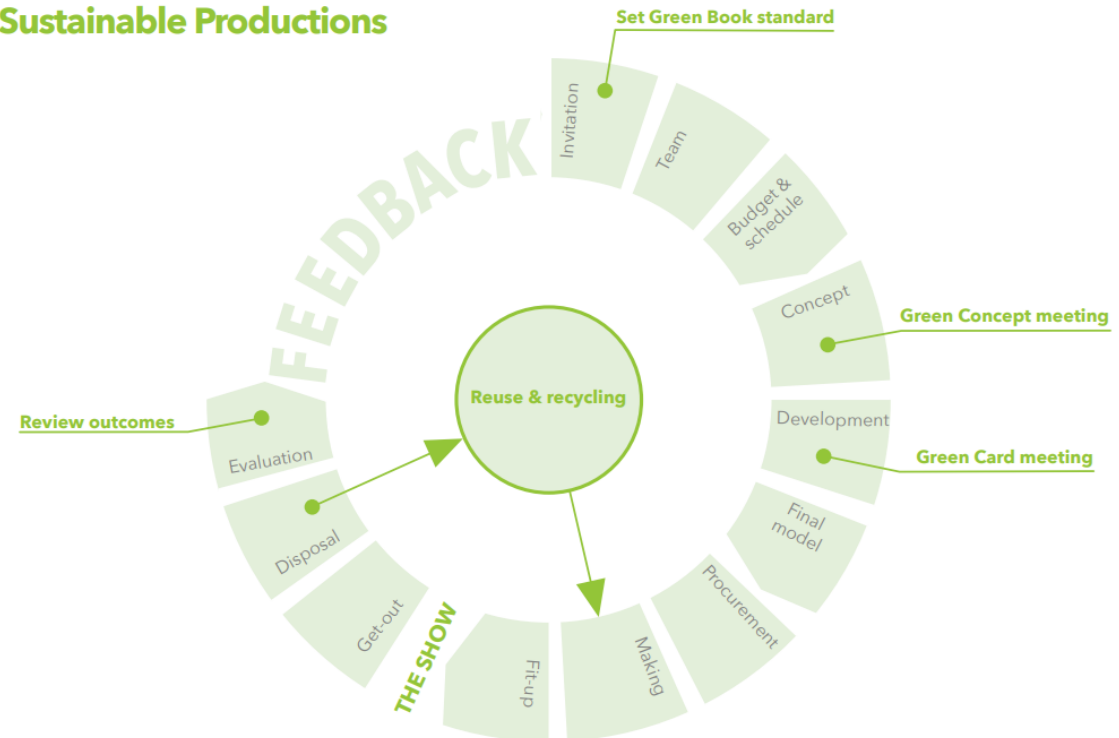 Sustainable Productions
Set Green Book standard
Invitation
Team
Budget &
schedule
Concept
Green Concept meeting
Development
Green Card meeting
Final
model
Procurement
Making
Fit-up
THE SHOW
Get-out
Disposal
Evaluation
Review outcomes
FEEDBACK
Reuse & recycling